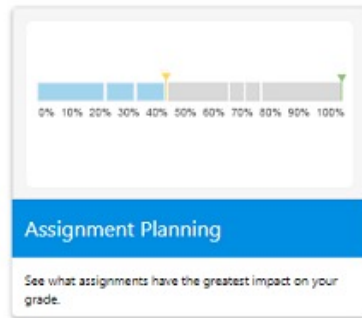 0% 10% 20% 30% 40% 50% 60% 70% 80% 90% 100%
Assignment Planning
See what assignments have the greatest impact on your
grade.